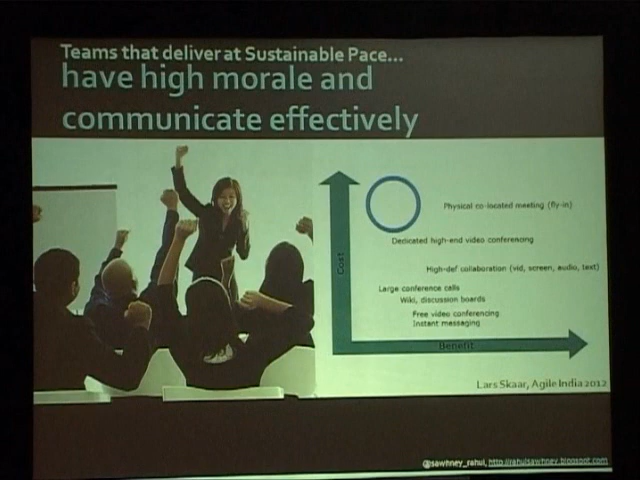 Teams that deliver at Sustainable Pace...
have high morale and
communicate effectively
Physical co-located meeting (fly-in)
Dedicated high-end video conferencing
High-def collaboration (vid, screen, audio, text)
Large conference calls
Wiki, discussion boards
Free video conferencing
Instant messaging
Cost
Benefit
Lars Skaar, Agile India 2012
@sawhney_rahul, http://rahulsawhney.blogspot.com